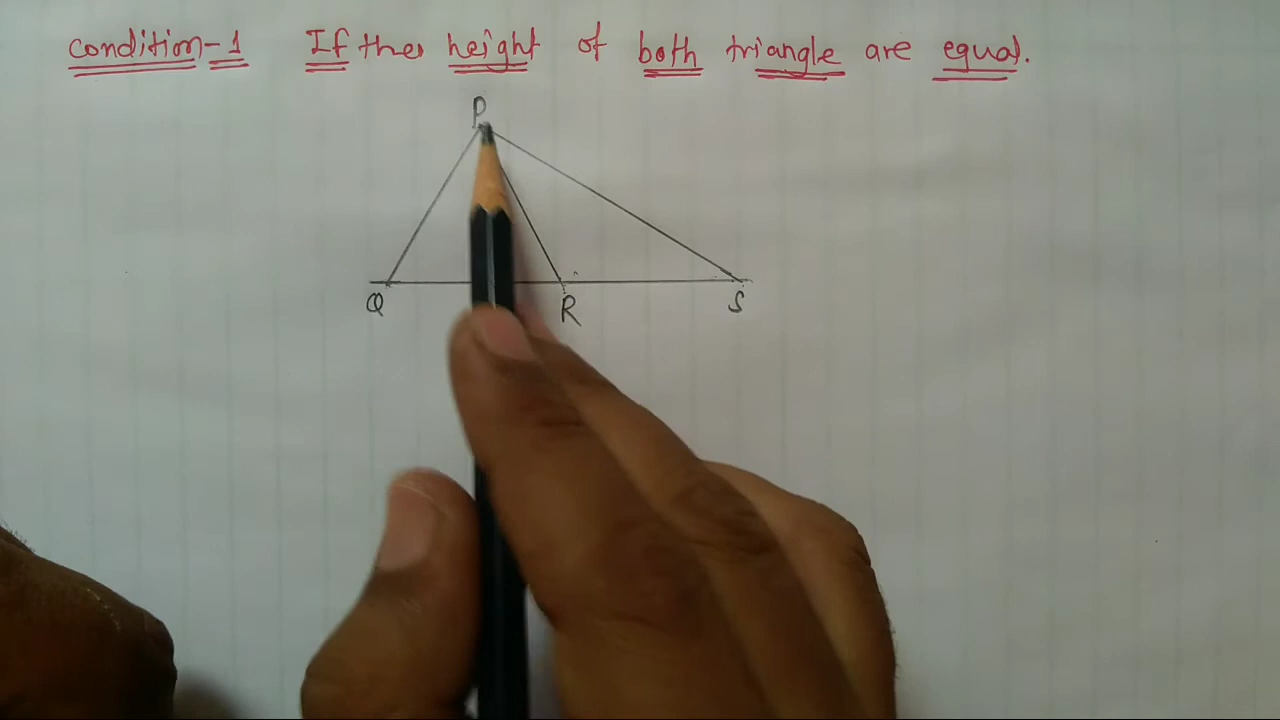 condition-1 If the height of both triangle are equal.
P
Q R S